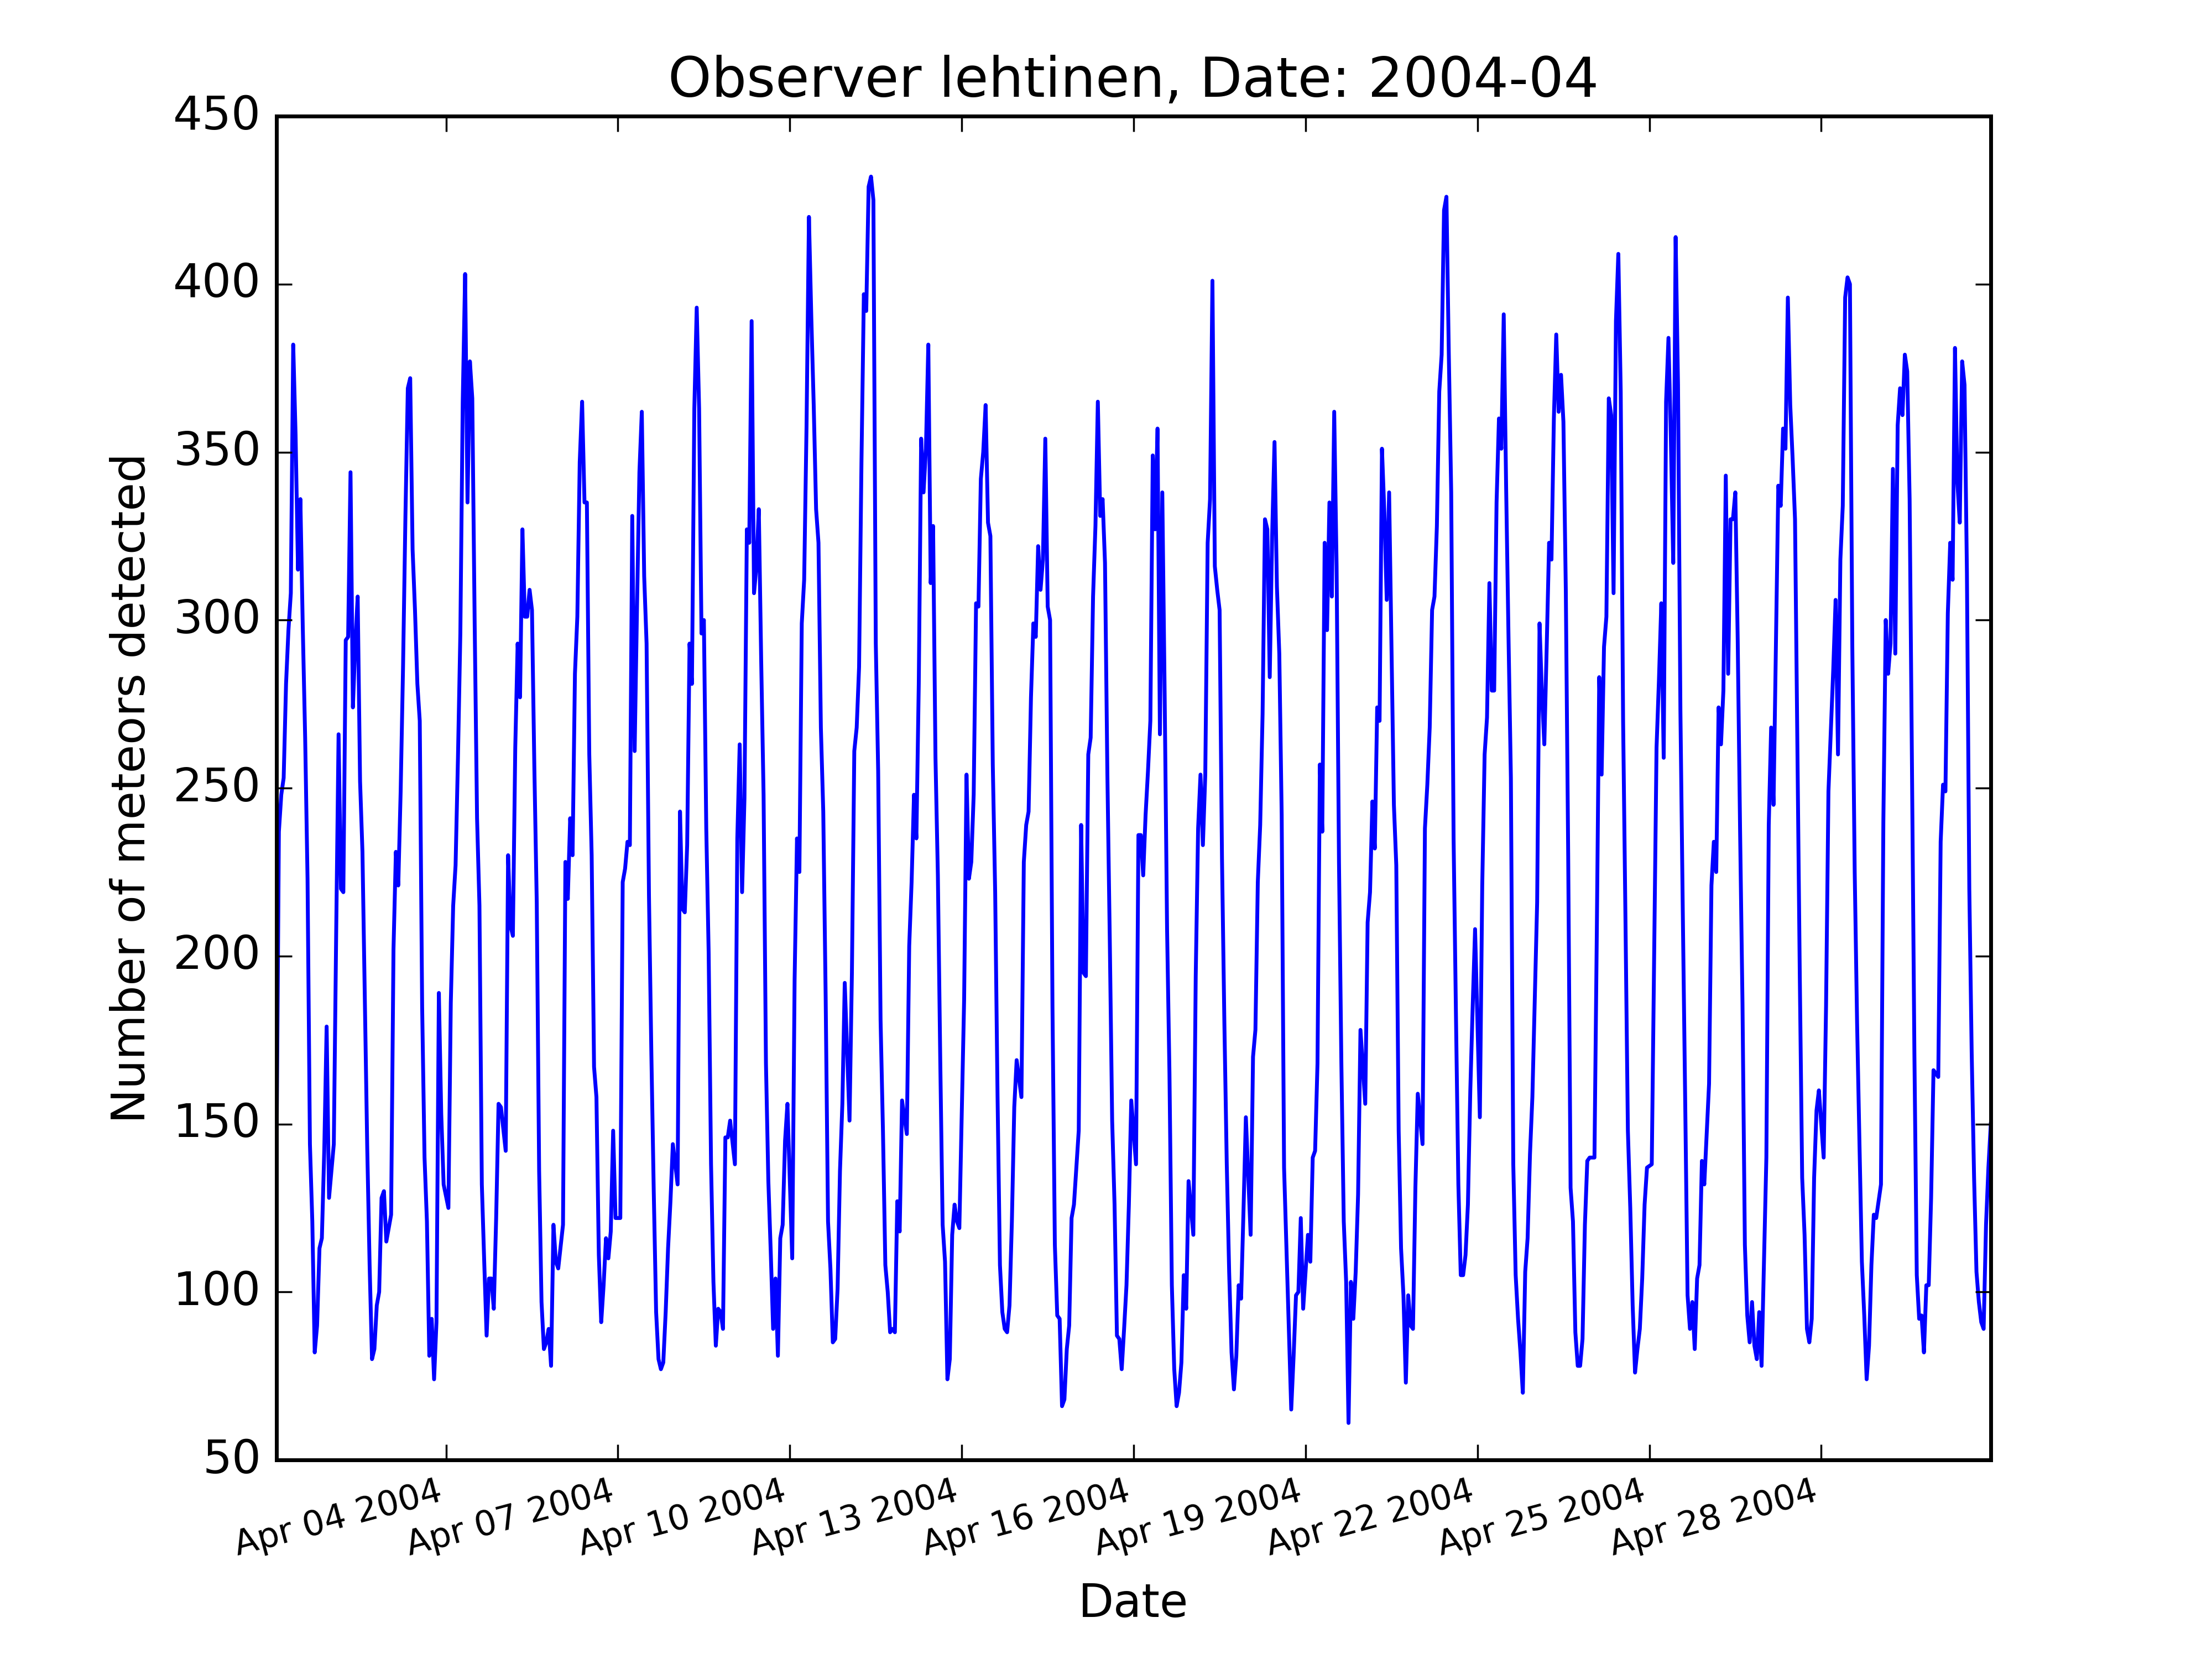 Observer lehtinen, Date: 2004-04
450
400
350
300
250
200
150
100
50
Number of meteors detected
Apr 04 2004
Apr 07 2004
Apr 10 2004
Apr 13 2004
Apr 16 2004
Apr 19 2004
Apr 22 2004
Apr 25 2004
Apr 28 2004
Date